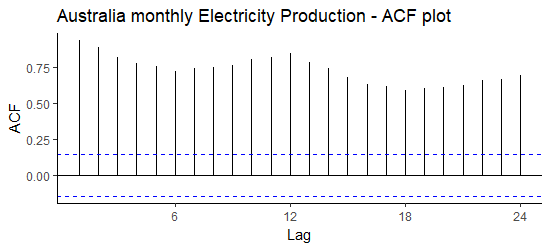 Australia monthly Electricity Production - ACF plot
0.75
0.50
0.25
0.00
ACF
6 12 18 24
Lag